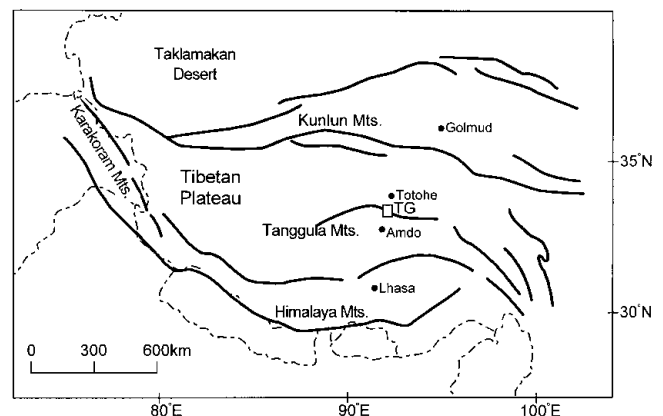 Taklamakan
Desert
Kunlun Mts.
Golmud
Karakoram Mts.
35°N
Tibetan
Plateau
Totohe
TG
Tanggula Mts.
Amdo
Lhasa
30°N
Himalaya Mts.
0 300 600km
80°E 90°E 100°E